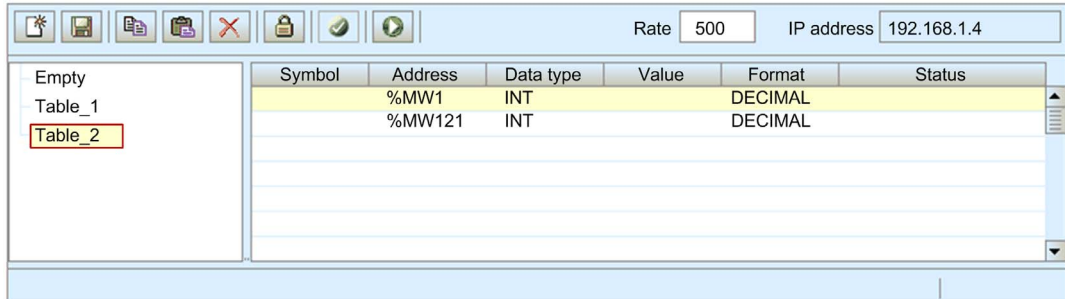 Rate 500 IP address 192.168.1.4
Empty
Table_1
Table_2
Symbol Address Data type Value Format Status
%MW1 INT DECIMAL
%MW121 INT DECIMAL